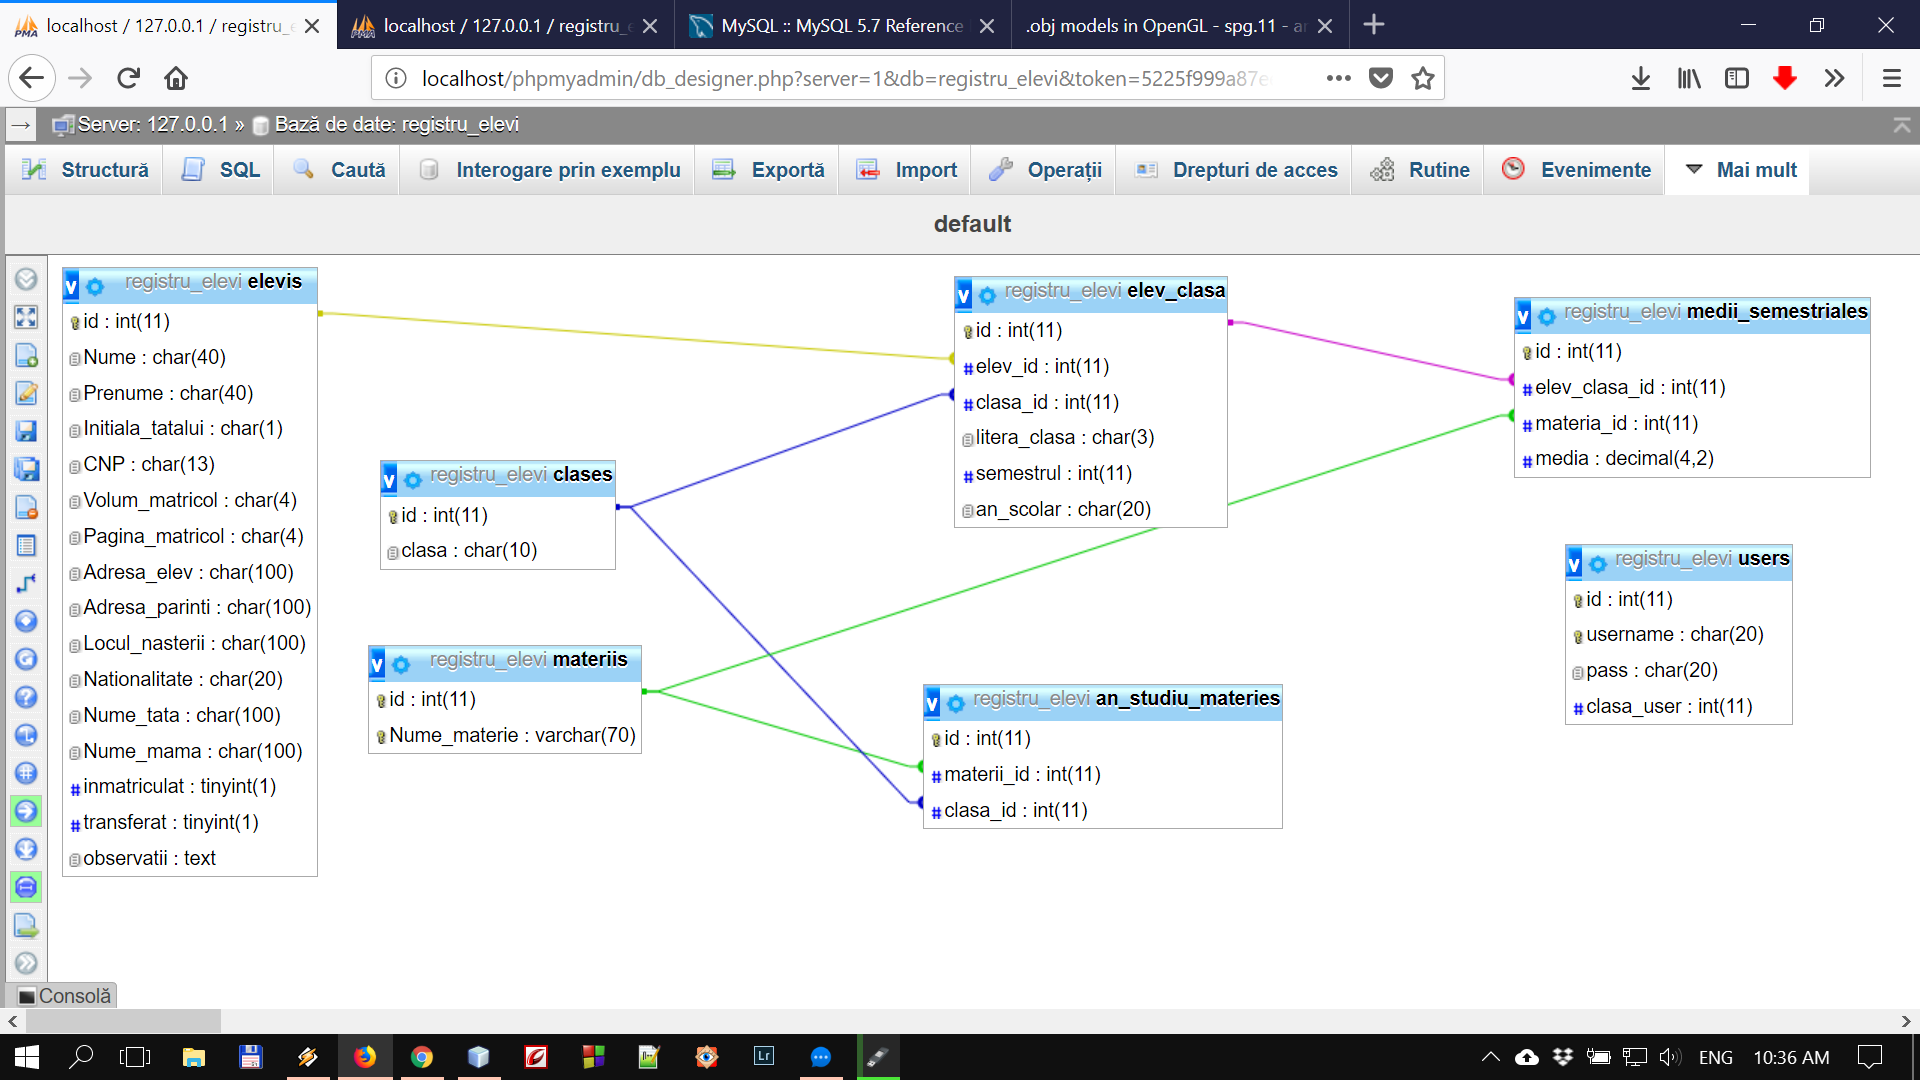 localhost / 127.0.0.1 / registru_e
localhost / 127.0.0.1 / registru_e
MySQL :: MySQL 5.7 Reference
.obj models in OpenGL - spg.11 - an
localhost/phpmyadmin/db_designer.php?server=1&db=registru_elevi&token=5225f999a87e
Server: 127.0.0.1 » Bază de date: registru_elevi
Structură
SQL
Caută
Interogare prin exemplu
Exportă
Import
Operații
Drepturi de acces
Rutine
Evenimente
Mai mult
default
registru_elevi elevis
id : int(11)
Nume : char(40)
Prenume : char(40)
Initiala_tatalui : char(1)
CNP : char(13)
Volum_matricol : char(4)
Pagina_matricol : char(4)
Adresa_elev : char(100)
Adresa_parinti : char(100)
Locul_nasterii : char(100)
Nationalitate : char(20)
Nume_tata : char(100)
Nume_mama : char(100)
inmatriculat : tinyint(1)
transferat : tinyint(1)
observatii : text
registru_elevi clases
id : int(11)
clasa : char(10)
registru_elevi materiis
id : int(11)
Nume_materie : varchar(70)
registru_elevi elev_clasa
id : int(11)
elev_id : int(11)
clasa_id : int(11)
litera_clasa : char(3)
semestrul : int(11)
an_scolar : char(20)
registru_elevi an_studiu_materies
id : int(11)
materii_id : int(11)
clasa_id : int(11)
registru_elevi medii_semestriales
id : int(11)
elev_clasa_id : int(11)
materia_id : int(11)
media : decimal(4,2)
registru_elevi users
id : int(11)
username : char(20)
pass : char(20)
clasa_user : int(11)
Consolă
Lr
ENG
10:36 AM